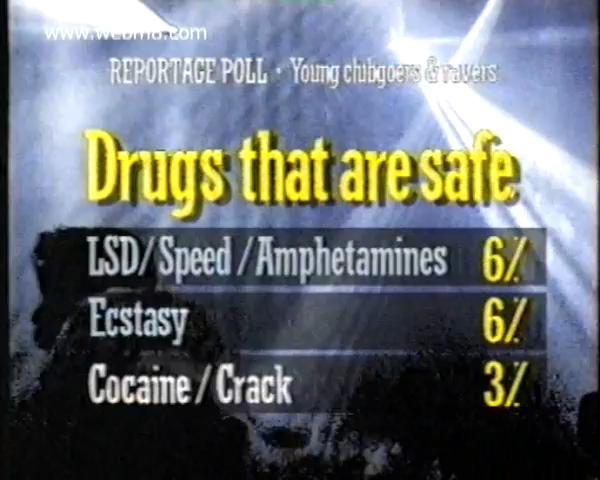 www.webm8.com
REPORTAGE POLL · Young clubgoers & ravers
Drugs that are safe
LSD/Speed/Amphetamines 6%
Ecstasy 6%
Cocaine/Crack 3%